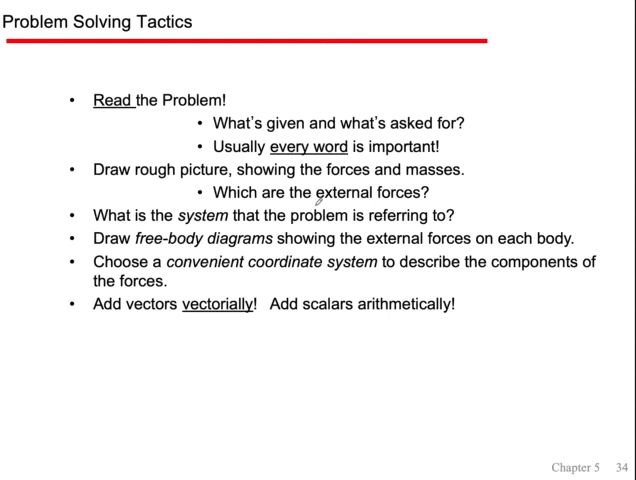 Problem Solving Tactics
• Read the Problem!
• What's given and what's asked for?
• Usually every word is important!
• Draw rough picture, showing the forces and masses.
• Which are the external forces?
• What is the system that the problem is referring to?
• Draw free-body diagrams showing the external forces on each body.
• Choose a convenient coordinate system to describe the components of
the forces.
• Add vectors vectorially! Add scalars arithmetically!
Chapter 5 34